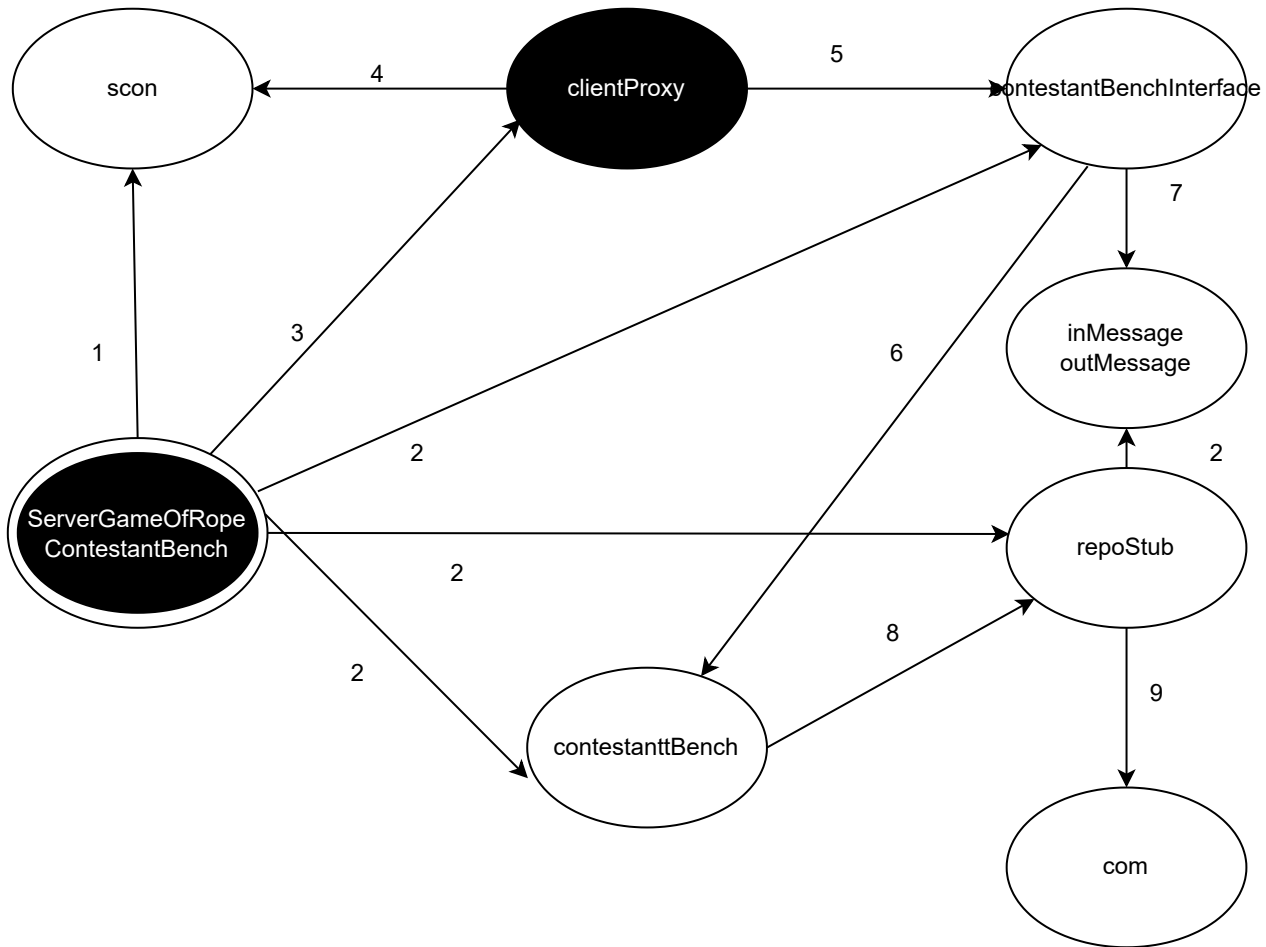 scon
4
clientProxy
5
contestantBenchInterface
7
1
3
2
6
inMessage
outMessage
2
ServerGameOfRope
ContestantBench
2
repoStub
8
2
contestanttBench
9
com